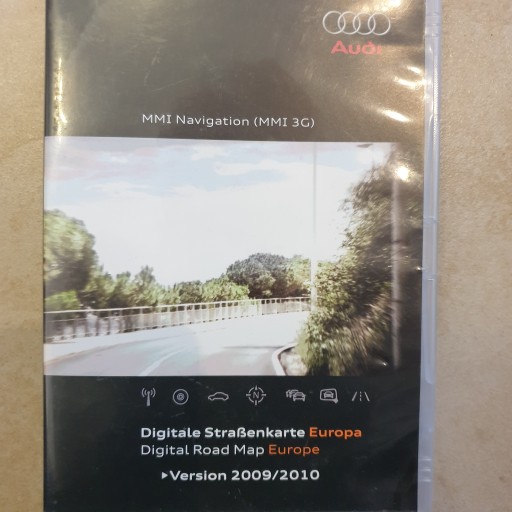 Audi
MMI Navigation (MMI 3G)
N
Digitale Straßenkarte Europa
Digital Road Map Europe
▸Version 2009/2010